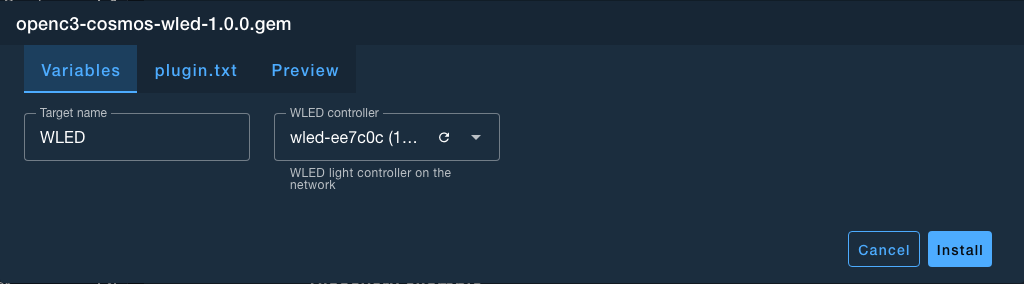 openc3-cosmos-wled-1.0.0.gem
Variables plugin.txt Preview
Target name
WLED
WLED controller
wled-ee7c0c (1...
WLED light controller on the
network
Cancel Install